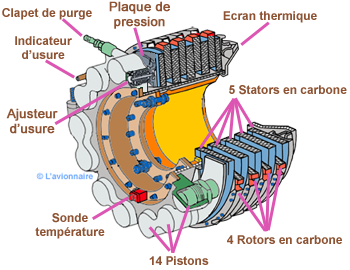 Clapet de purge
Plaque de
pression
Ecran thermique
Indicateur
d'usure
Ajusteur
d'usure
5 Stators en carbone
© L'avionnaire
Sonde
température
14 Pistons
4 Rotors en carbone